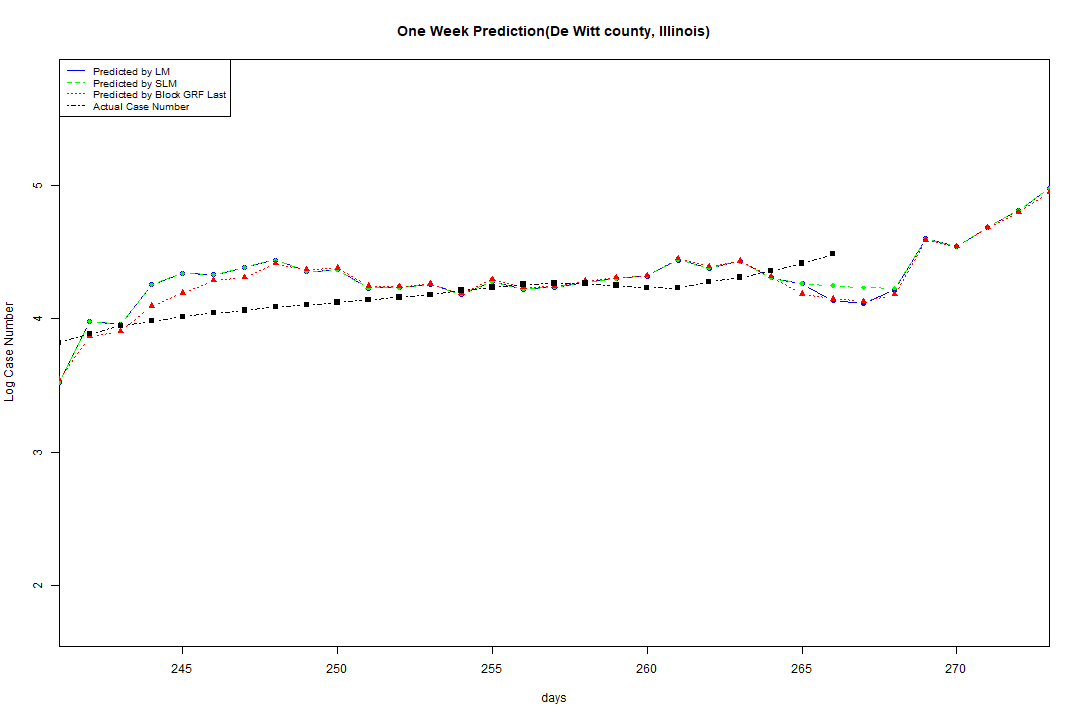 One Week Prediction(De Witt county, Illinois)
Predicted by LM
Predicted by SLM
Predicted by Block GRF Last
Actual Case Number
5
4
3
2
Log Case Number
245 250 255 260 265 270
days